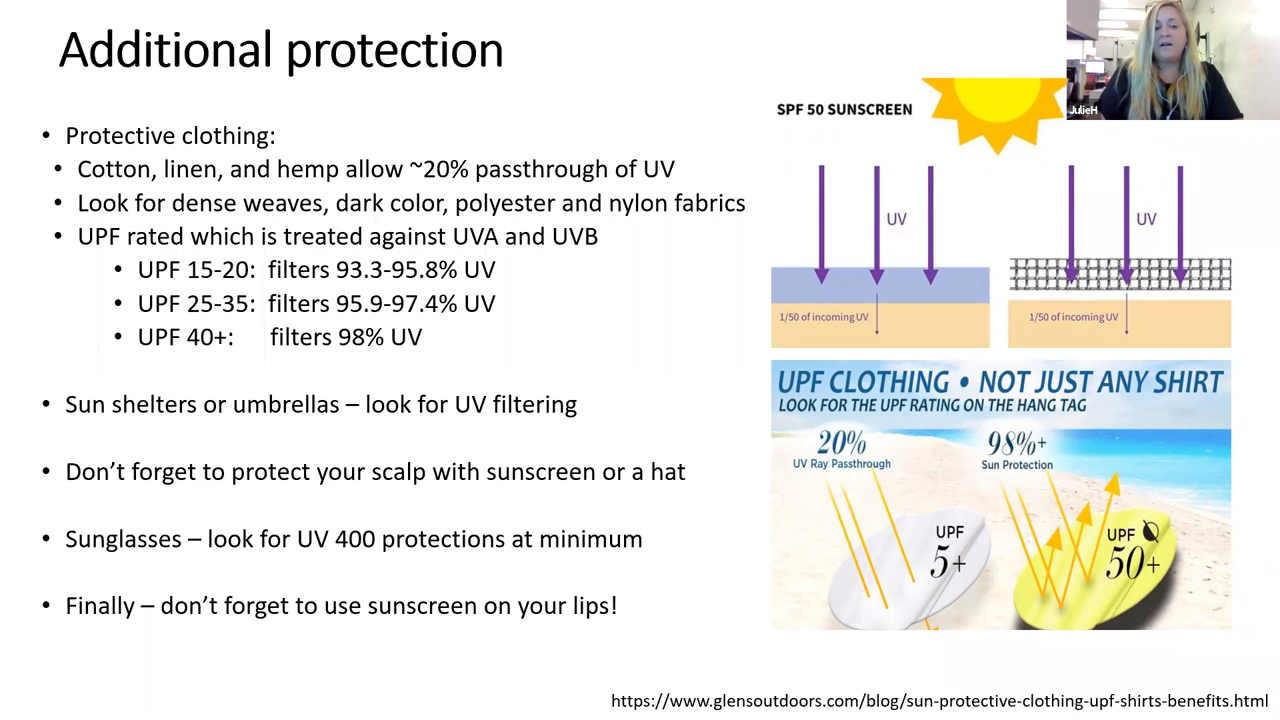 Additional protection
JulieH
SPF 50 SUNSCREEN
• Protective clothing:
• Cotton, linen, and hemp allow ~20% passthrough of UV
• Look for dense weaves, dark color, polyester and nylon fabrics
• UPF rated which is treated against UVA and UVB
• UPF 15-20: filters 93.3-95.8% UV
• UPF 25-35: filters 95.9-97.4% UV
• UPF 40+: filters 98% UV
• Sun shelters or umbrellas – look for UV filtering
• Don’t forget to protect your scalp with sunscreen or a hat
• Sunglasses – look for UV 400 protections at minimum
• Finally – don’t forget to use sunscreen on your lips!
UV
UV
1/50 of incoming UV
1/50 of incoming UV
UPF CLOTHING • NOT JUST ANY SHIRT
LOOK FOR THE UPF RATING ON THE HANG TAG
20%
UV Ray Passthrough
98%+
Sun Protection
UPF
5+
UPF
50+
https://www.glensoutdoors.com/blog/sun-protective-clothing-upf-shirts-benefits.html